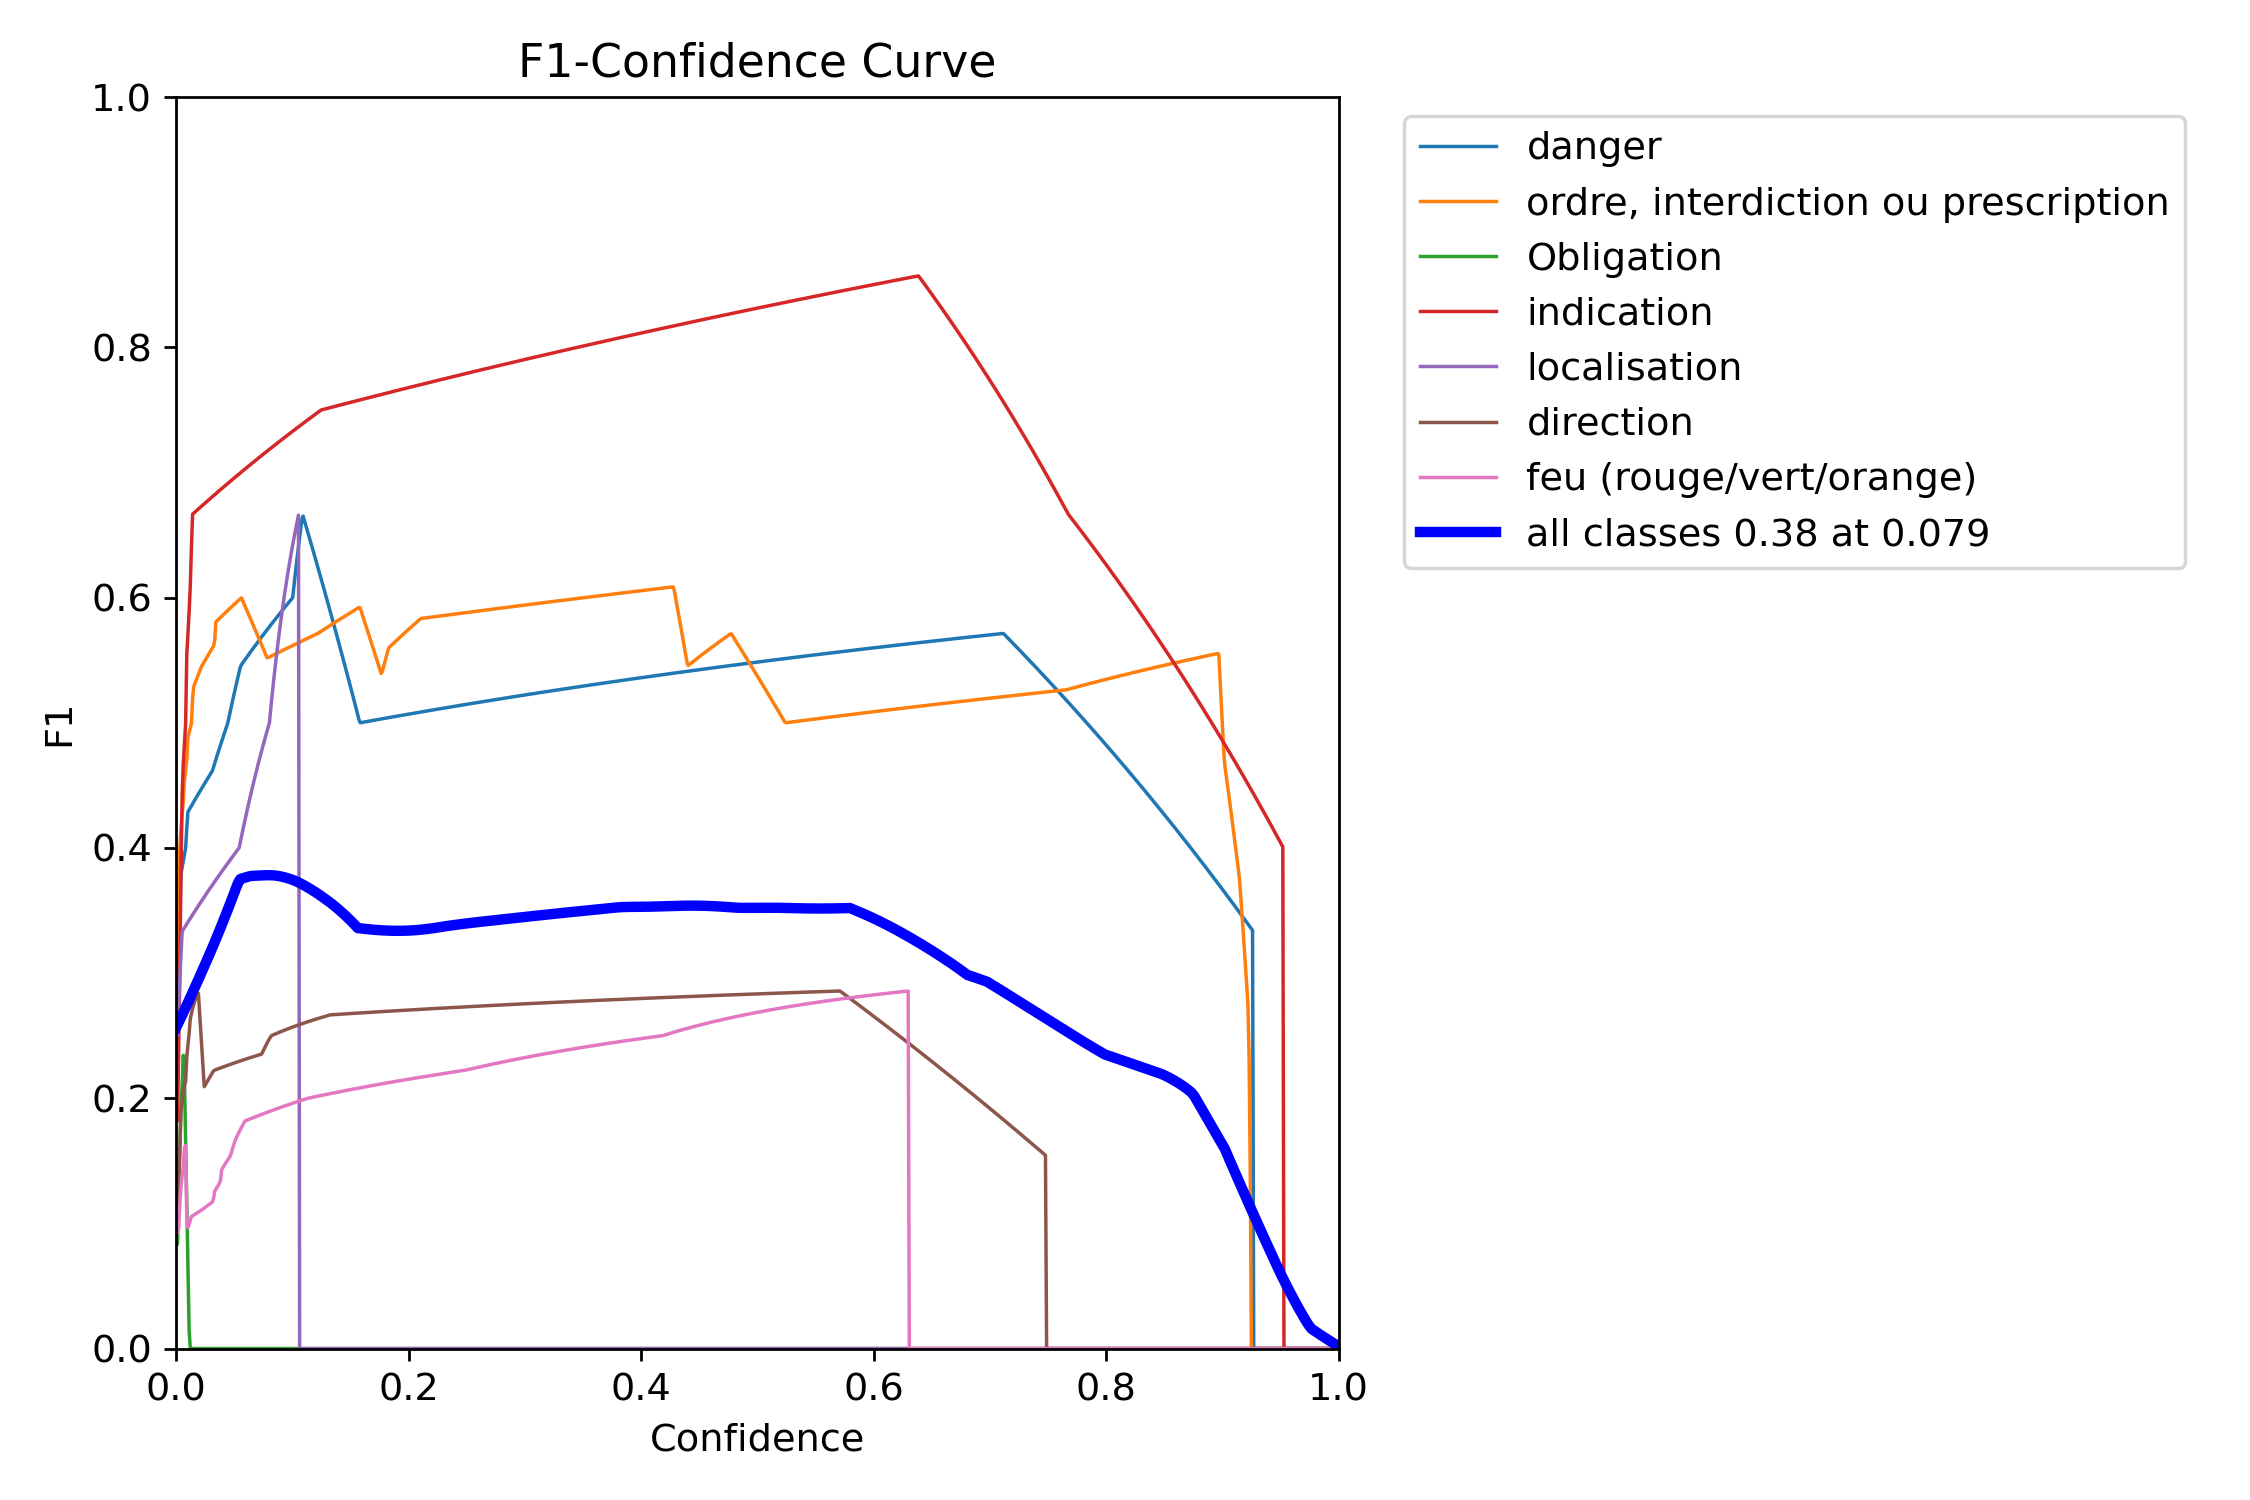 F1-Confidence Curve
1.0
0.8
0.6
0.4
0.2
0.0
F1
0.0 0.2 0.4 0.6 0.8 1.0
Confidence
danger
ordre, interdiction ou prescription
Obligation
indication
localisation
direction
feu (rouge/vert/orange)
all classes 0.38 at 0.079